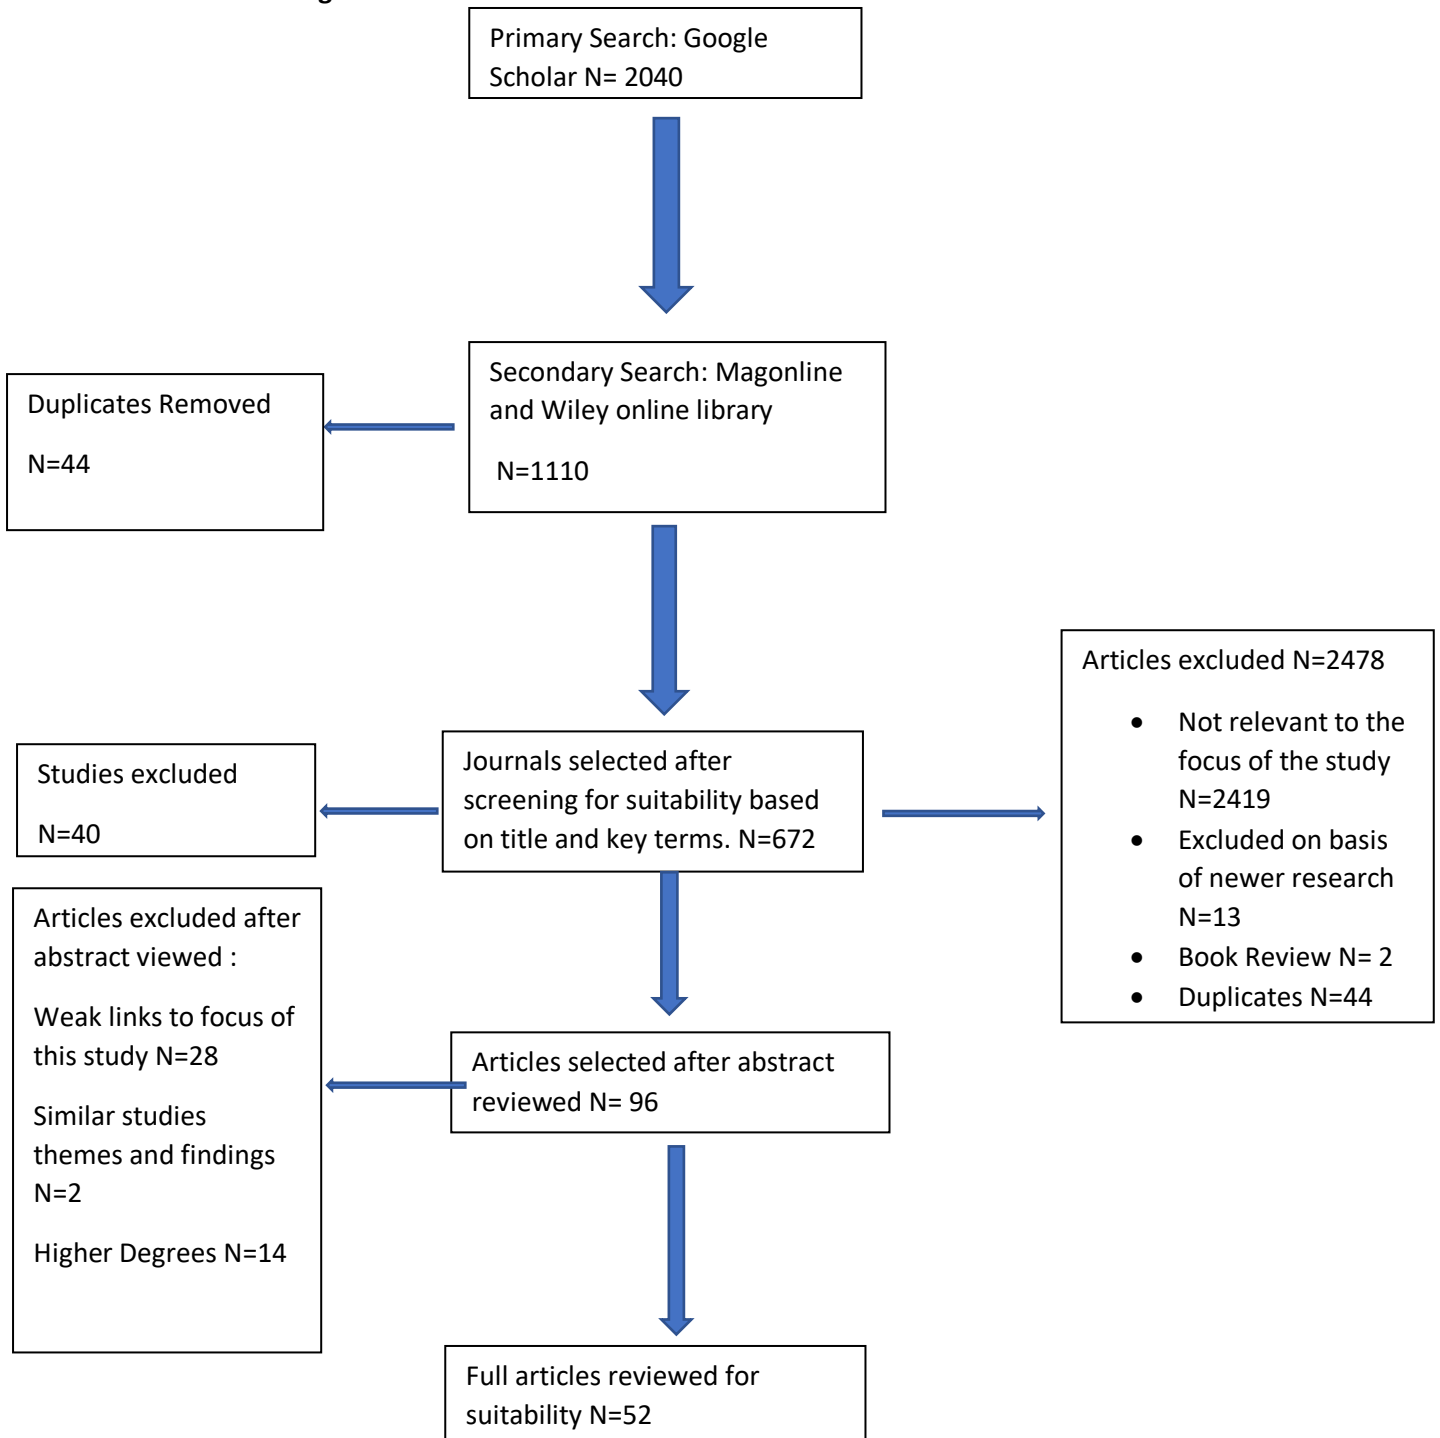 Primary Search: Google
Scholar N= 2040
Secondary Search: Magonline
and Wiley online library
N=1110
Duplicates Removed
N=44
Articles excluded N=2478
• Not relevant to the
focus of the study
N=2419
• Excluded on basis
of newer research
N=13
• Book Review N= 2
• Duplicates N=44
Journals selected after
screening for suitability based
on title and key terms. N=672
Studies excluded
N=40
Articles excluded after
abstract viewed :
Weak links to focus of
this study N=28
Similar studies
themes and findings
N=2
Higher Degrees N=14
Articles selected after abstract
reviewed N= 96
Full articles reviewed for
suitability N=52